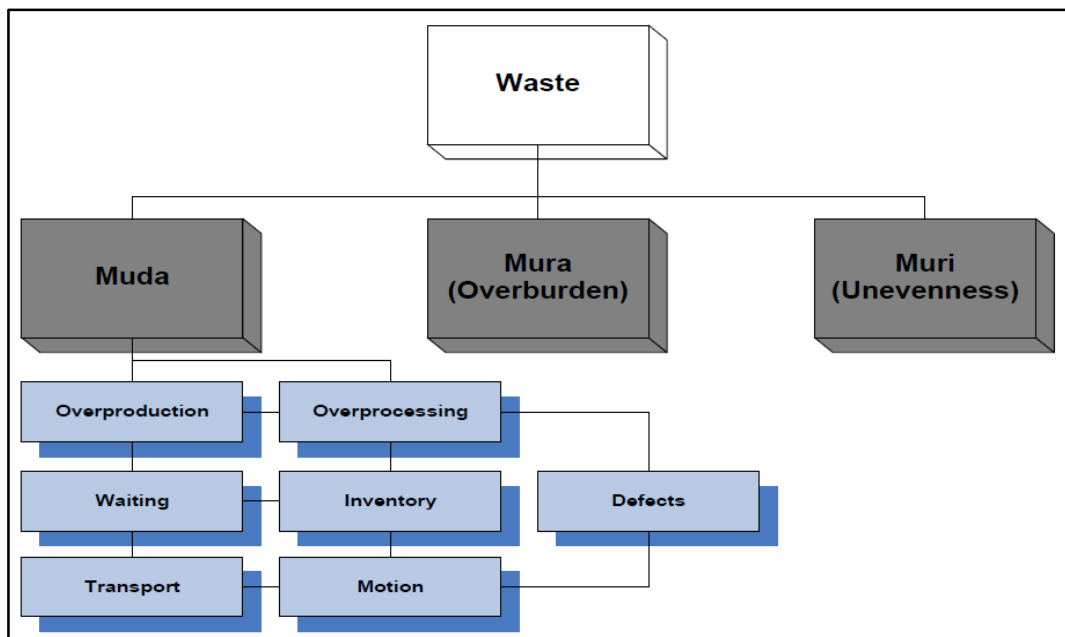 Waste
Muda
Mura
(Overburden)
Muri
(Unevenness)
Overproduction
Overprocessing
Waiting
Inventory
Defects
Transport
Motion